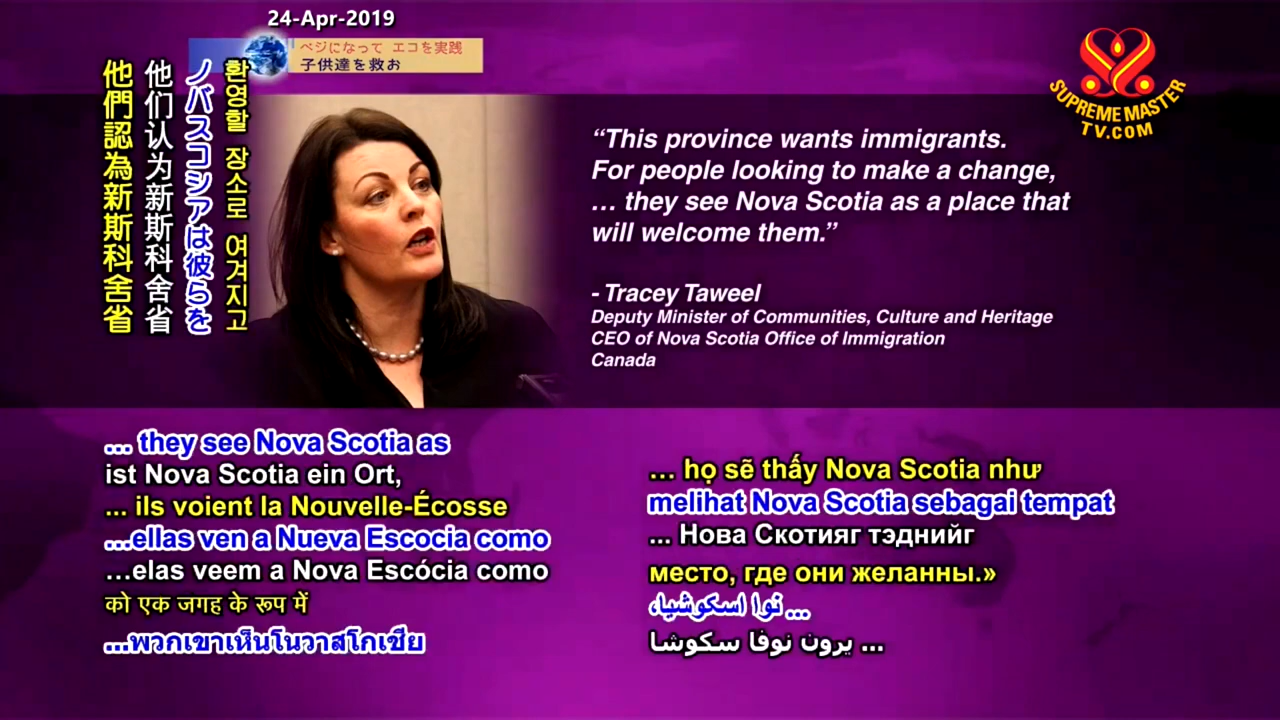 24-Apr-2019
ベジになって エコを実践
子供達を救お
SUPREME MASTER
TV.COM
환영할 장소로 여겨지고
ノバスコシアは彼らを
他们认为新斯科舍省
他們認為新斯科舍省
“This province wants immigrants.
For people looking to make a change,
… they see Nova Scotia as a place that
will welcome them.”
- Tracey Taweel
Deputy Minister of Communities, Culture and Heritage
CEO of Nova Scotia Office of Immigration
Canada
... they see Nova Scotia as
ist Nova Scotia ein Ort,
... ils voient la Nouvelle-Écosse
...ellas ven a Nueva Escocia como
…elas veem a Nova Escócia como
को एक जगह के रूप में
...พวกเขาเห็นโนวาสโกเชีย
… họ sẽ thấy Nova Scotia như
melihat Nova Scotia sebagai tempat
... Нова Скотияг тэднийг
место, где они желанны.»
... نوا اسکوشیا،
... يرون نوفا سكوشا